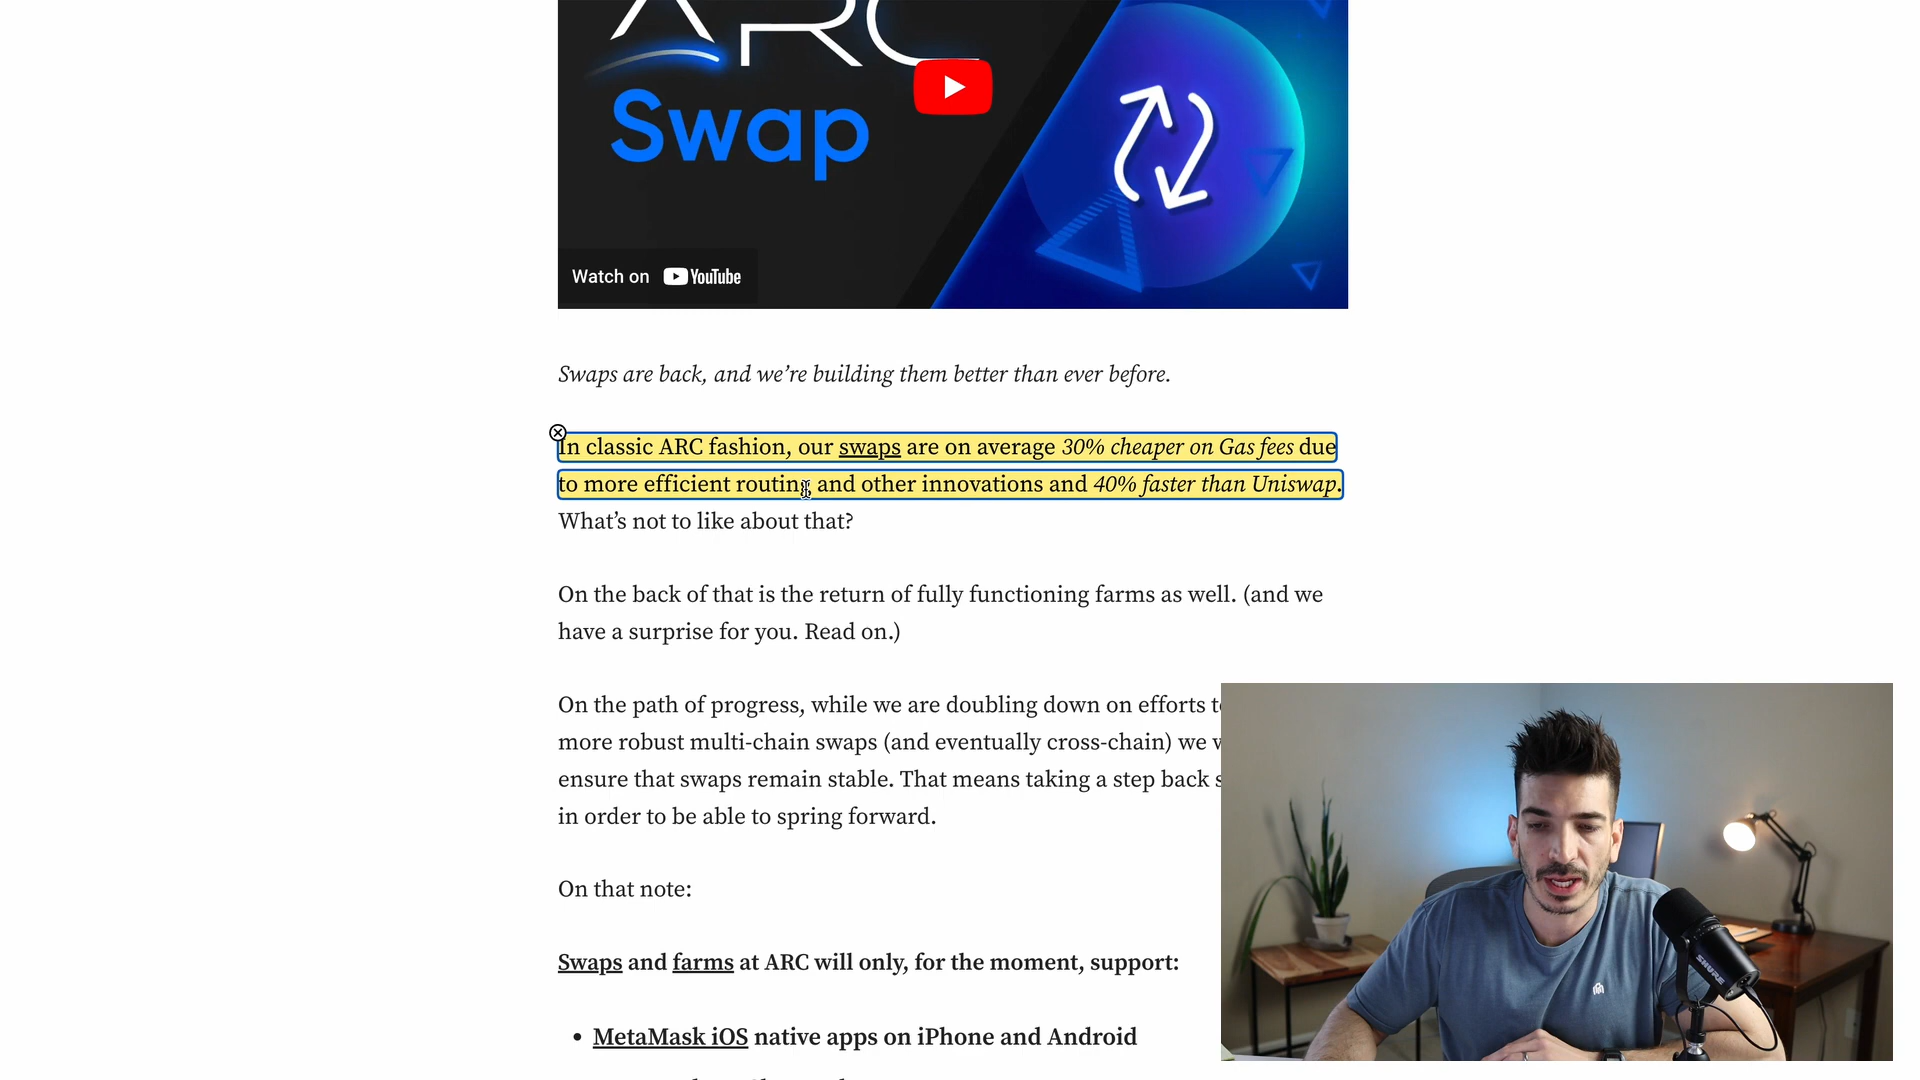 ARC
Swap
Watch on YouTube
Swaps are back, and we’re building them better than ever before.
In classic ARC fashion, our swaps are on average 30% cheaper on Gas fees due
to more efficient routing and other innovations and 40% faster than Uniswap.
What’s not to like about that?
On the back of that is the return of fully functioning farms as well. (and we
have a surprise for you. Read on.)
On the path of progress, while we are doubling down on efforts
more robust multi-chain swaps (and eventually cross-chain) we
ensure that swaps remain stable. That means taking a step back
in order to be able to spring forward.
On that note:
Swaps and farms at ARC will only, for the moment, support:
• MetaMask iOS native apps on iPhone and Android
SHURE